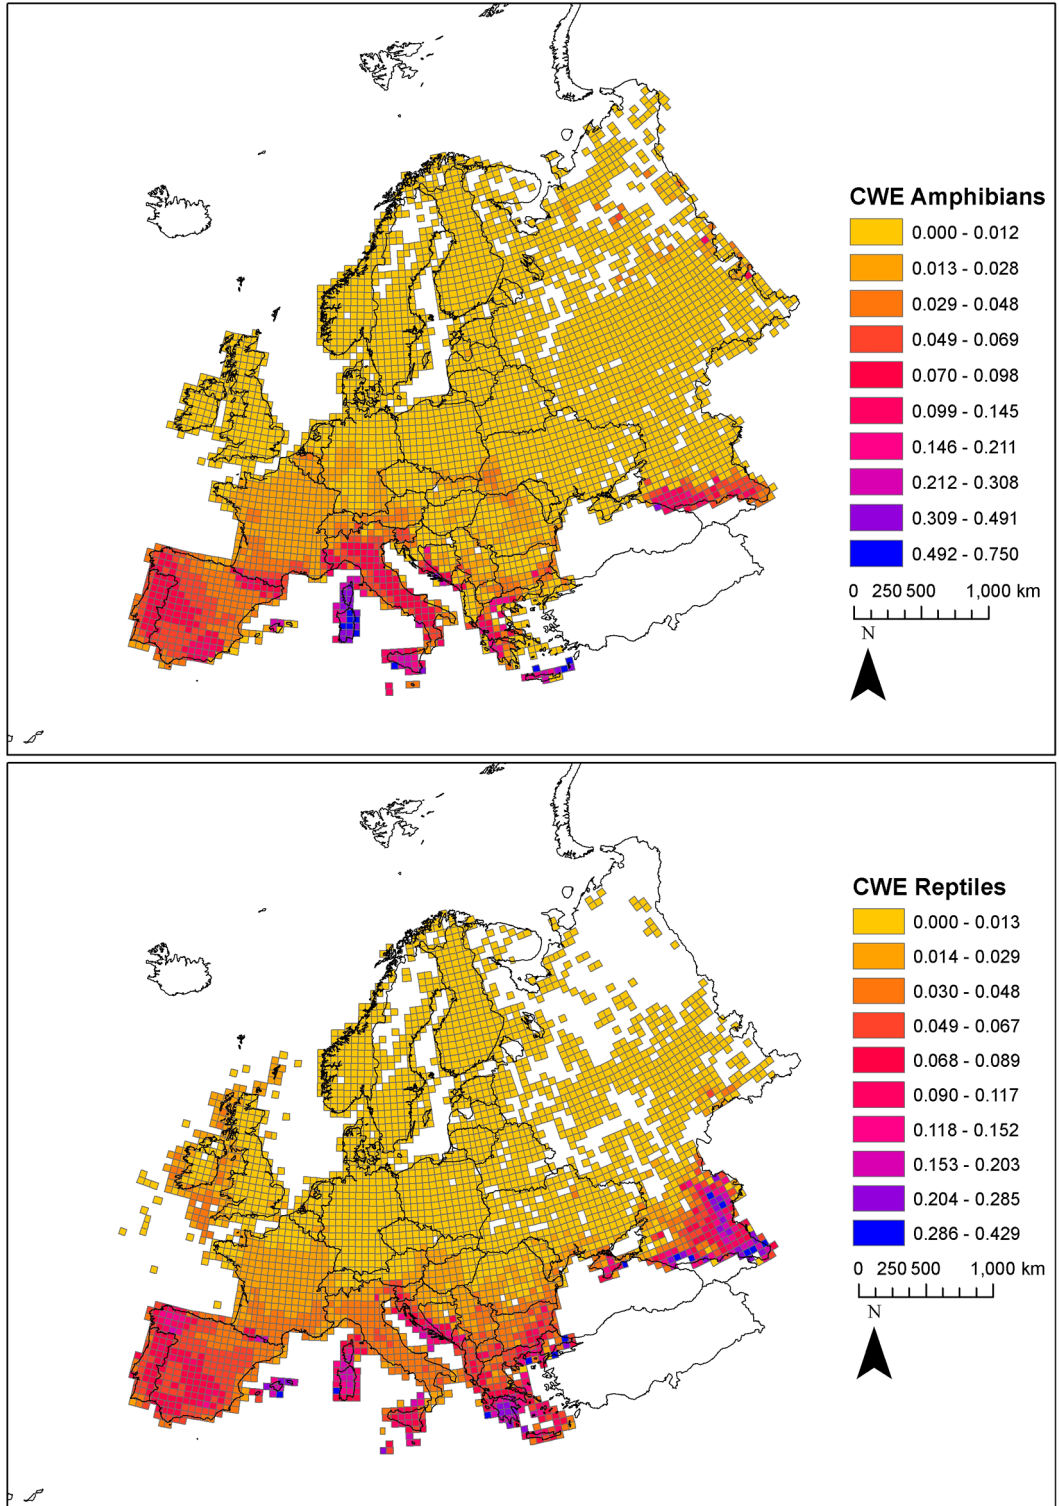 CWE Amphibians
0.000 - 0.012
0.013 - 0.028
0.029 - 0.048
0.049 - 0.069
0.070 - 0.098
0.099 - 0.145
0.146 - 0.211
0.212 - 0.308
0.309 - 0.491
0.492 - 0.750
0 250 500 1,000 km
N
CWE Reptiles
0.000 - 0.013
0.014 - 0.029
0.030 - 0.048
0.049 - 0.067
0.068 - 0.089
0.090 - 0.117
0.118 - 0.152
0.153 - 0.203
0.204 - 0.285
0.286 - 0.429
0 250 500 1,000 km
N